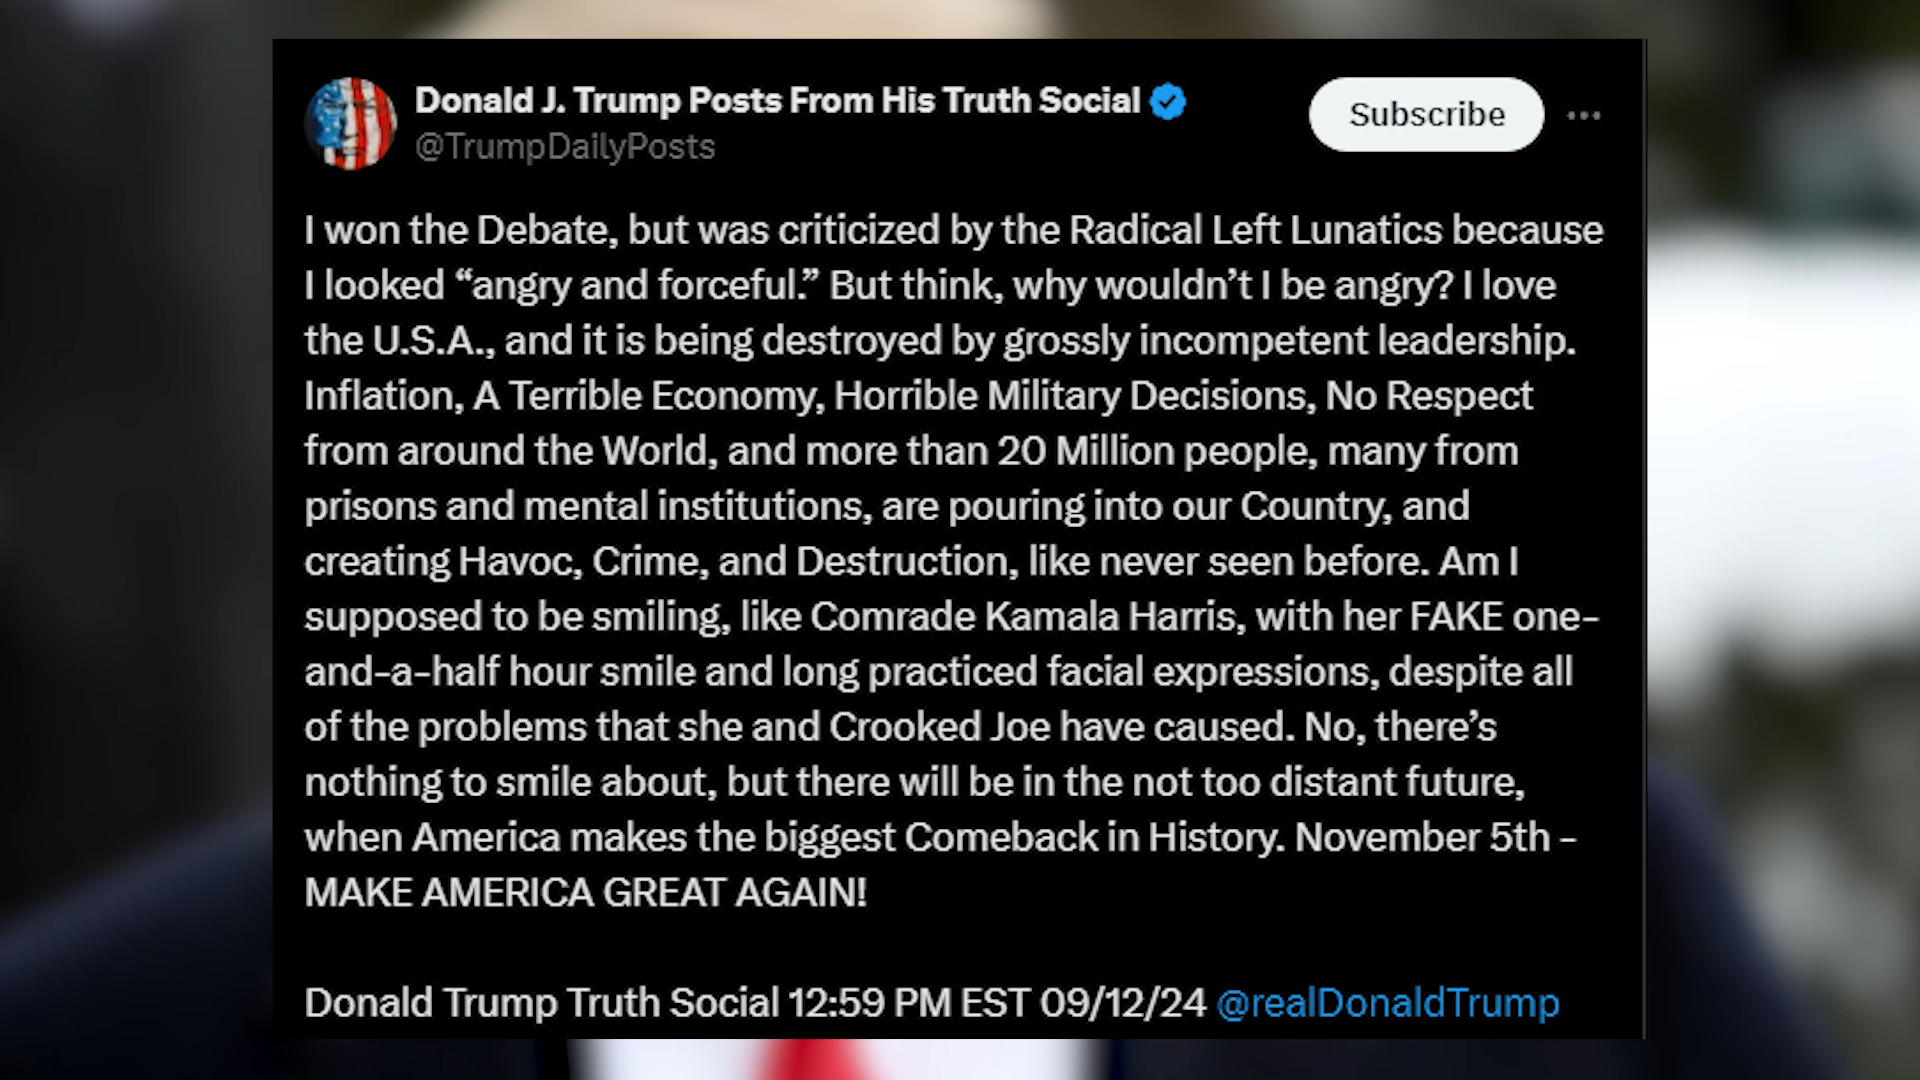 Donald J. Trump Posts From His Truth Social
@TrumpDailyPosts
Subscribe
I won the Debate, but was criticized by the Radical Left Lunatics because
I looked “angry and forceful.” But think, why wouldn’t I be angry? I love
the U.S.A., and it is being destroyed by grossly incompetent leadership.
Inflation, A Terrible Economy, Horrible Military Decisions, No Respect
from around the World, and more than 20 Million people, many from
prisons and mental institutions, are pouring into our Country, and
creating Havoc, Crime, and Destruction, like never seen before. Am I
supposed to be smiling, like Comrade Kamala Harris, with her FAKE one-
and-a-half hour smile and long practiced facial expressions, despite all
of the problems that she and Crooked Joe have caused. No, there’s
nothing to smile about, but there will be in the not too distant future,
when America makes the biggest Comeback in History. November 5th -
MAKE AMERICA GREAT AGAIN!
Donald Trump Truth Social 12:59 PM EST 09/12/24 @realDonaldTrump